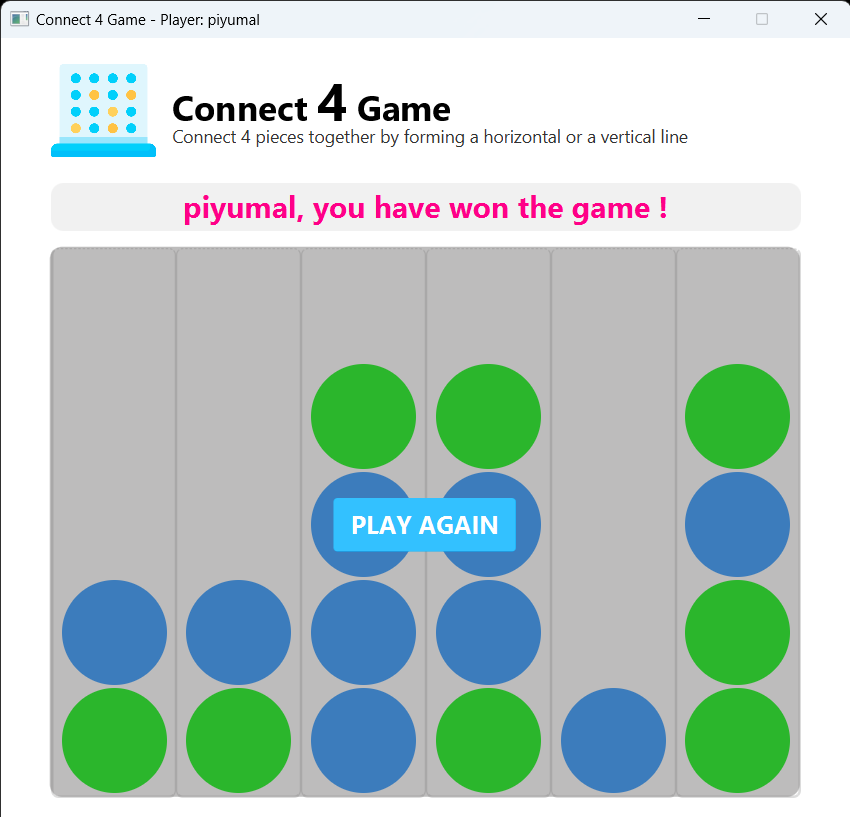 Connect 4 Game - Player: piyumal
Connect 4 Game
Connect 4 pieces together by forming a horizontal or a vertical line
piyumal, you have won the game !
PLAY AGAIN